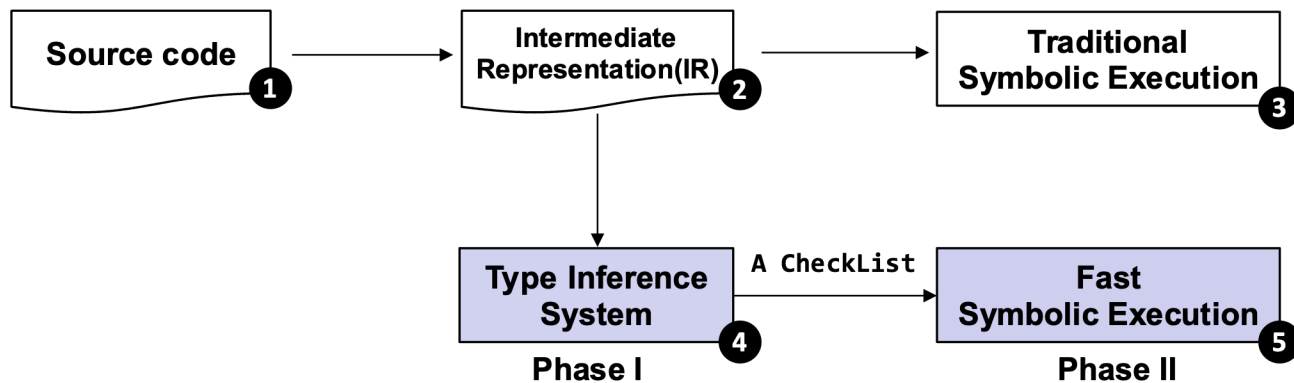 Source code
1
Intermediate
Representation(IR)
2
Traditional
Symbolic Execution
3
Type Inference
System
4
Phase I
A CheckList
Fast
Symbolic Execution
5
Phase II